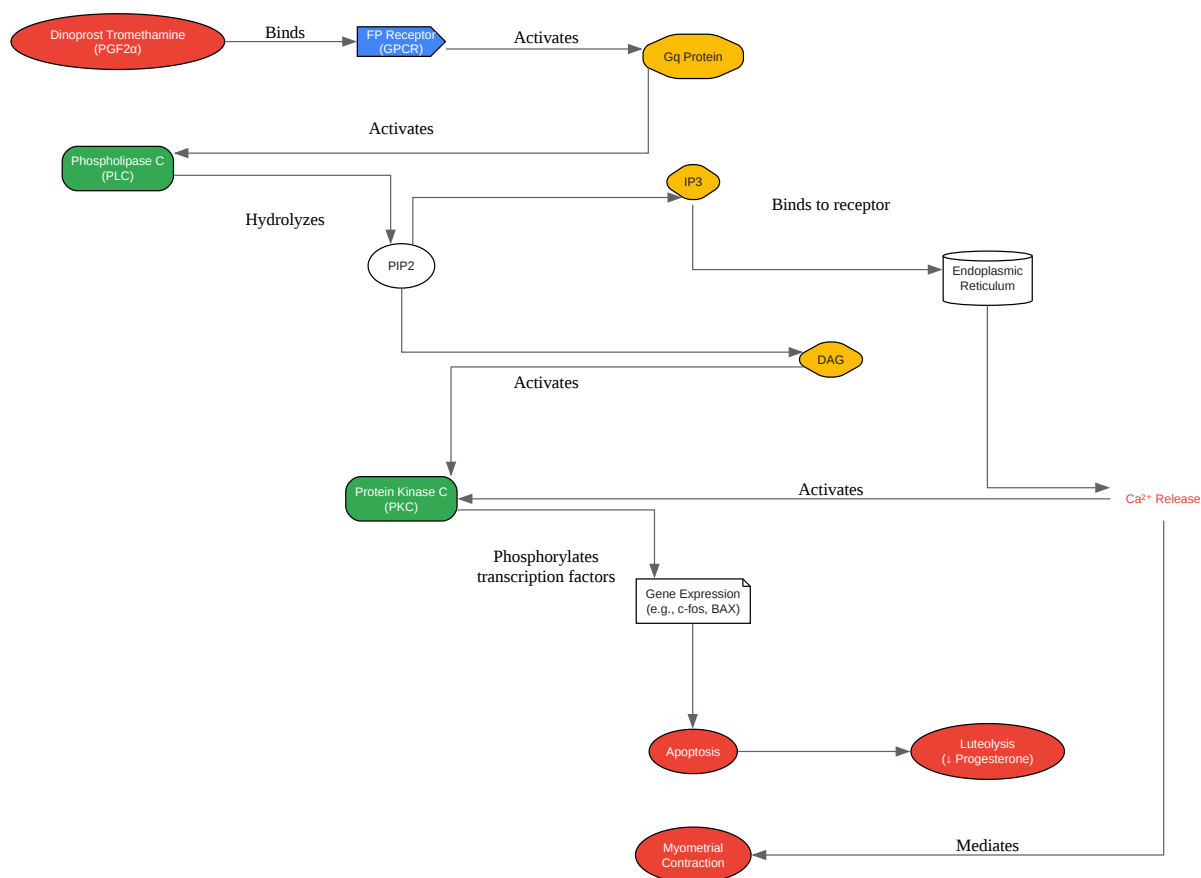 Dinoprost Tromethamine
(PGF2α)
Binds
FP Receptor
(GPCR)
Activates
Gq Protein
Activates
Phospholipase C
(PLC)
Hydrolyzes
IP3
Binds to receptor
PIP2
Endoplasmic
Reticulum
DAG
Activates
Protein Kinase C
(PKC)
Activates
Ca²⁺ Release
Phosphorylates
transcription factors
Gene Expression
(e.g., c-fos, BAX)
Apoptosis
Luteolysis
(↓ Progesterone)
Myometrial
Contraction
Mediates